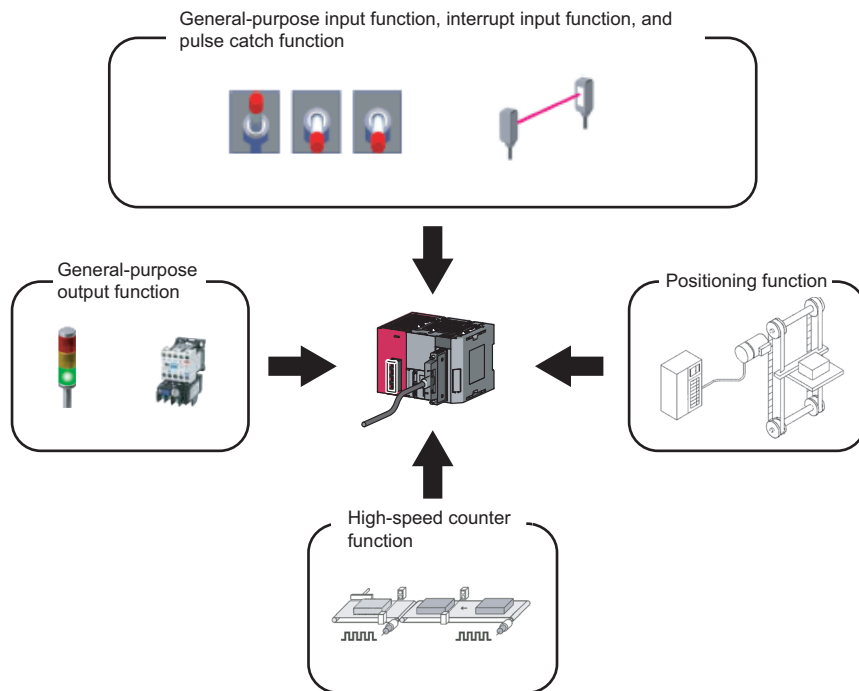 General-purpose input function, interrupt input function, and
pulse catch function
General-purpose
output function
Positioning function
High-speed counter
function